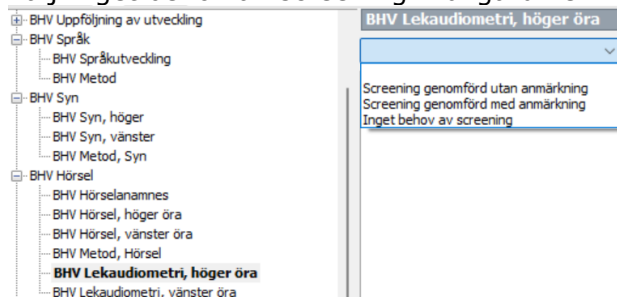 BHV Uppföljning av utveckling
BHV Språk
BHV Språkutveckling
BHV Metod
BHV Syn
BHV Syn, höger
BHV Syn, vänster
BHV Metod, Syn
BHV Hörsel
BHV Hörselanamnes
BHV Hörsel, höger öra
BHV Hörsel, vänster öra
BHV Metod, Hörsel
BHV Lekaudiometri, höger öra
BHV Lekaudiometri, vänster öra
BHV Lekaudiometri, höger öra
Screening genomförd utan anmärkning
Screening genomförd med anmärkning
Inget behov av screening